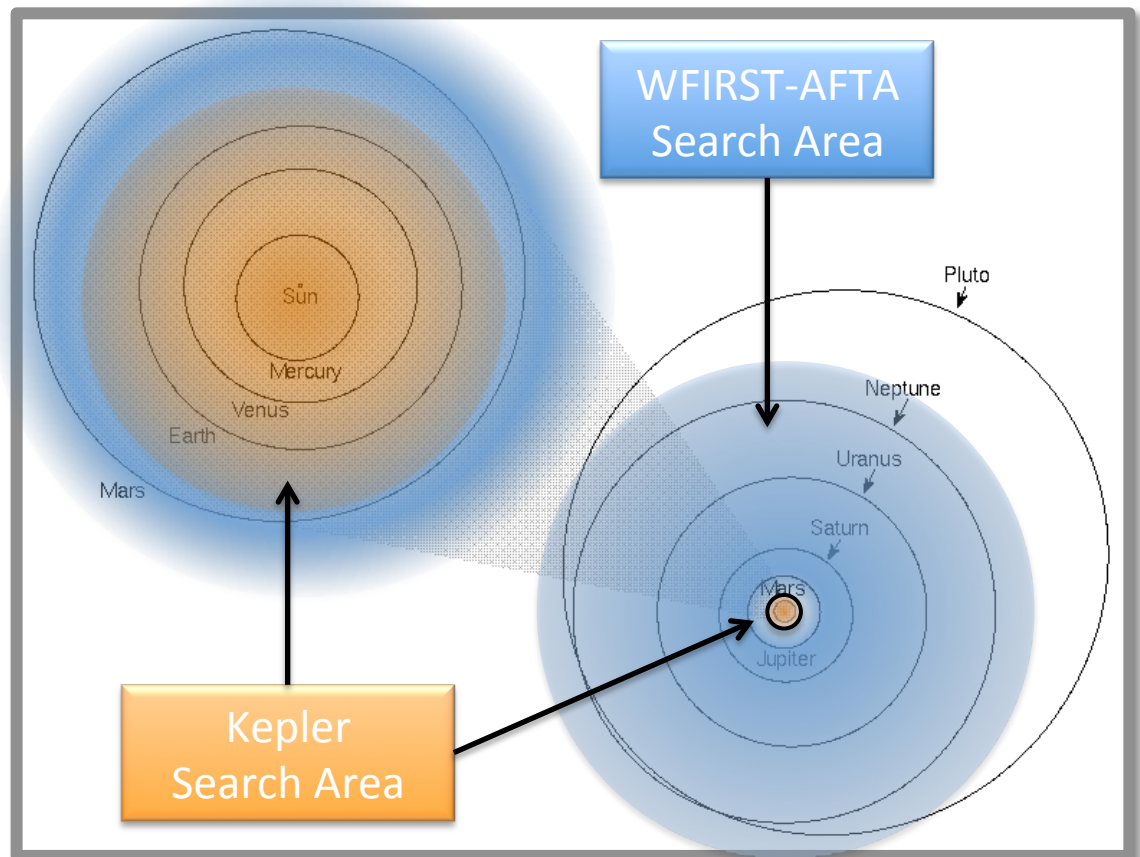 WFIRST-AFTA
Search Area
Sun
Mercury
Venus
Earth
Mars
Pluto
Neptune
Uranus
Saturn
Mars
Jupiter
Kepler
Search Area